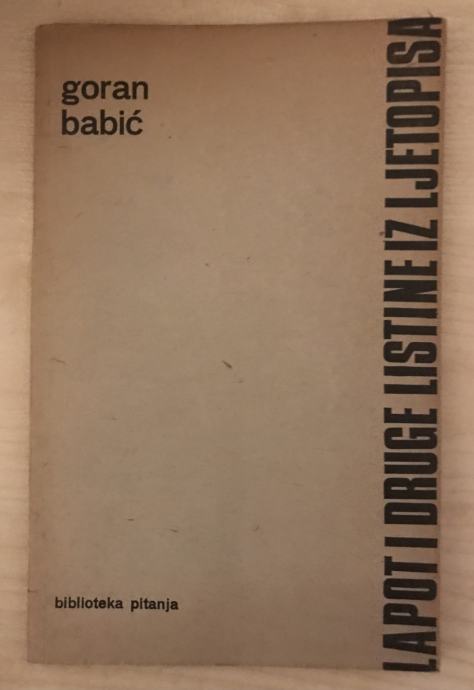 goran
babić
LAPOT I DRUGE LISTINE IZ LJETOPISA
biblioteka pitanja